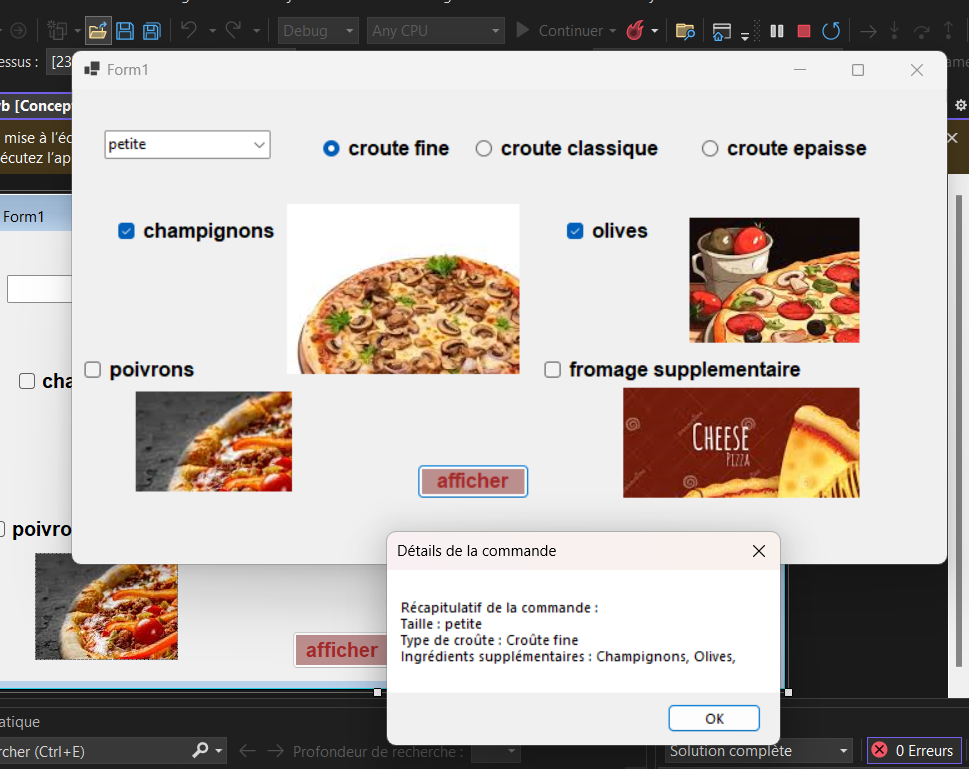 Debug
Any CPU
Continuer
essus :
[23
ame
rb [Concep
mise à l'éc
écutez l'ap
Form1
petite
croute fine
croute classique
croute epaisse
champignons
olives
poivrons
fromage supplementaire
CHEESE
PIZZA
afficher
Form1
cha
poivro
afficher
Détails de la commande
Récapitulatif de la commande :
Taille : petite
Type de croûte : Croûte fine
Ingrédients supplémentaires : Champignons, Olives,
OK
atique
rcher (Ctrl+E)
Profondeur de recherche :
Solution complète
0 Erreurs